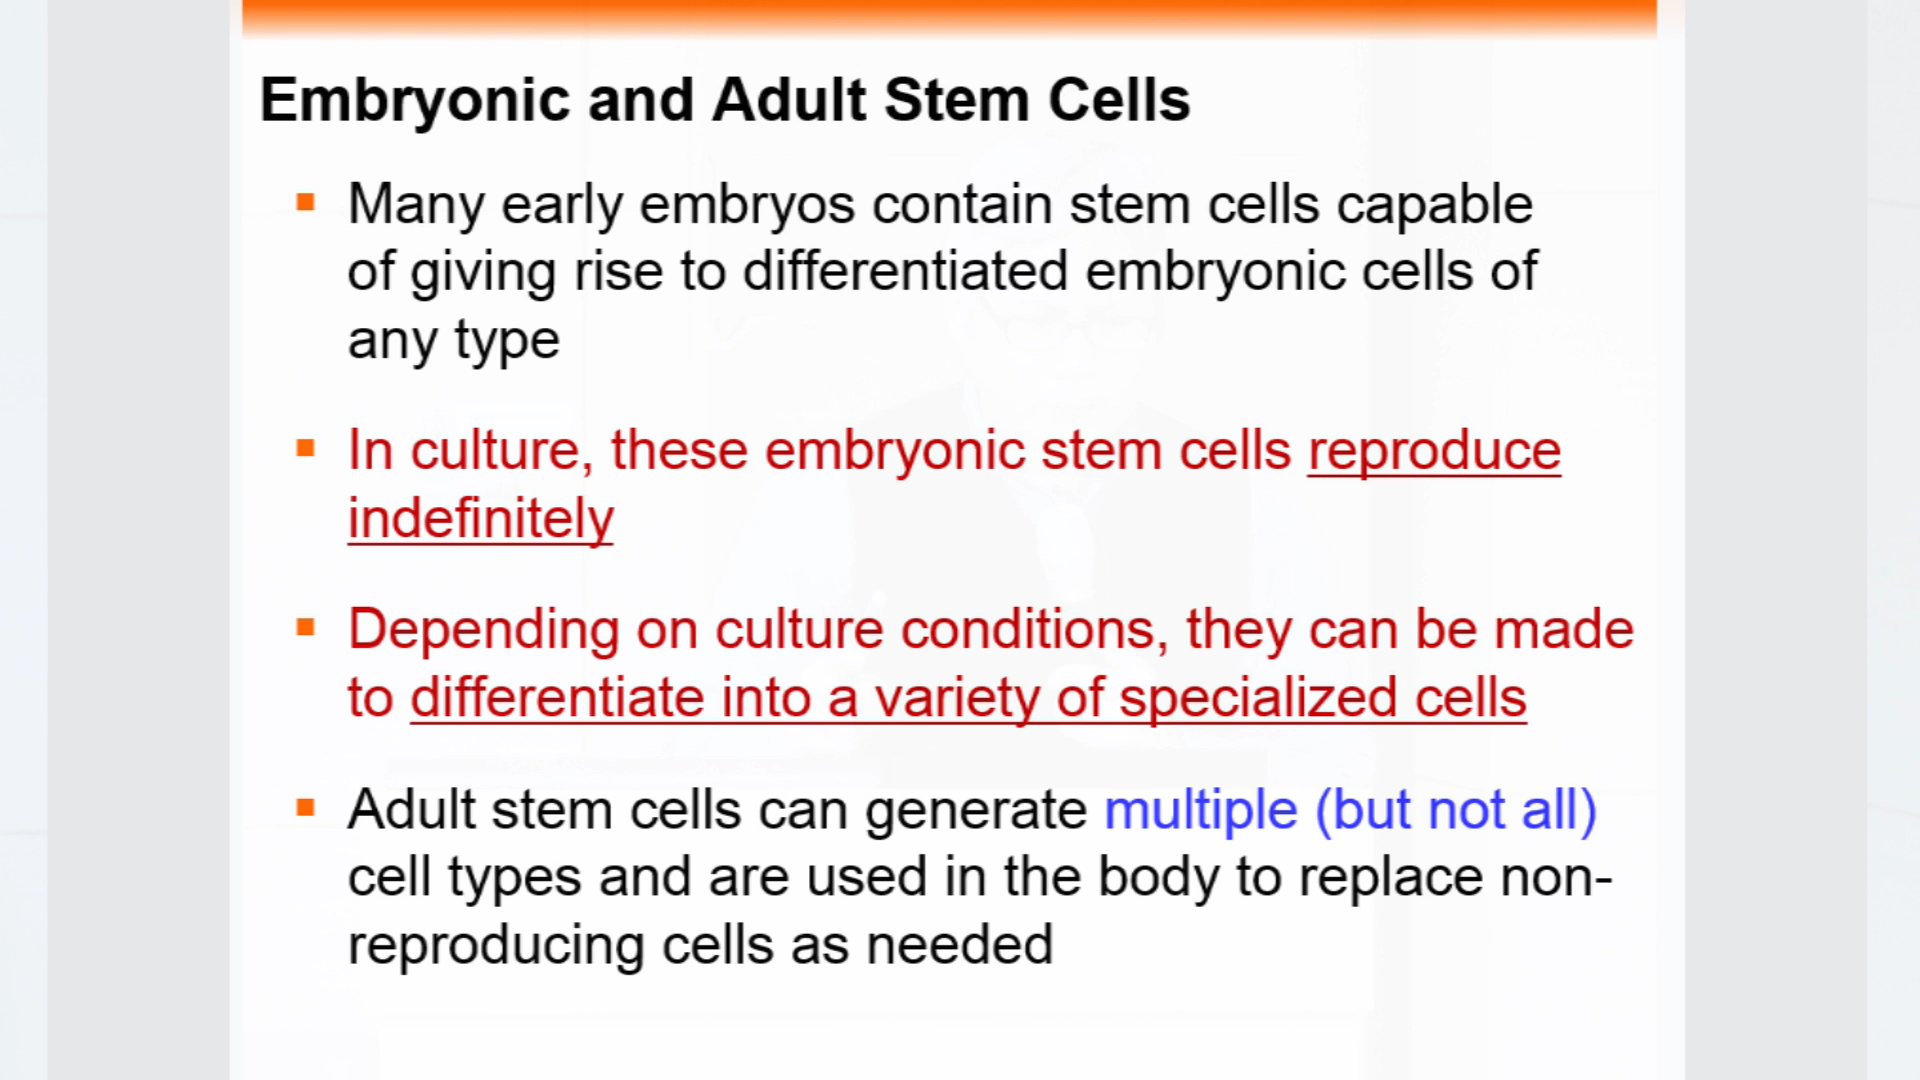 Embryonic and Adult Stem Cells
Many early embryos contain stem cells capable
of giving rise to differentiated embryonic cells of
any type
In culture, these embryonic stem cells reproduce
indefinitely
Depending on culture conditions, they can be made
to differentiate into a variety of specialized cells
Adult stem cells can generate multiple (but not all)
cell types and are used in the body to replace non-
reproducing cells as needed